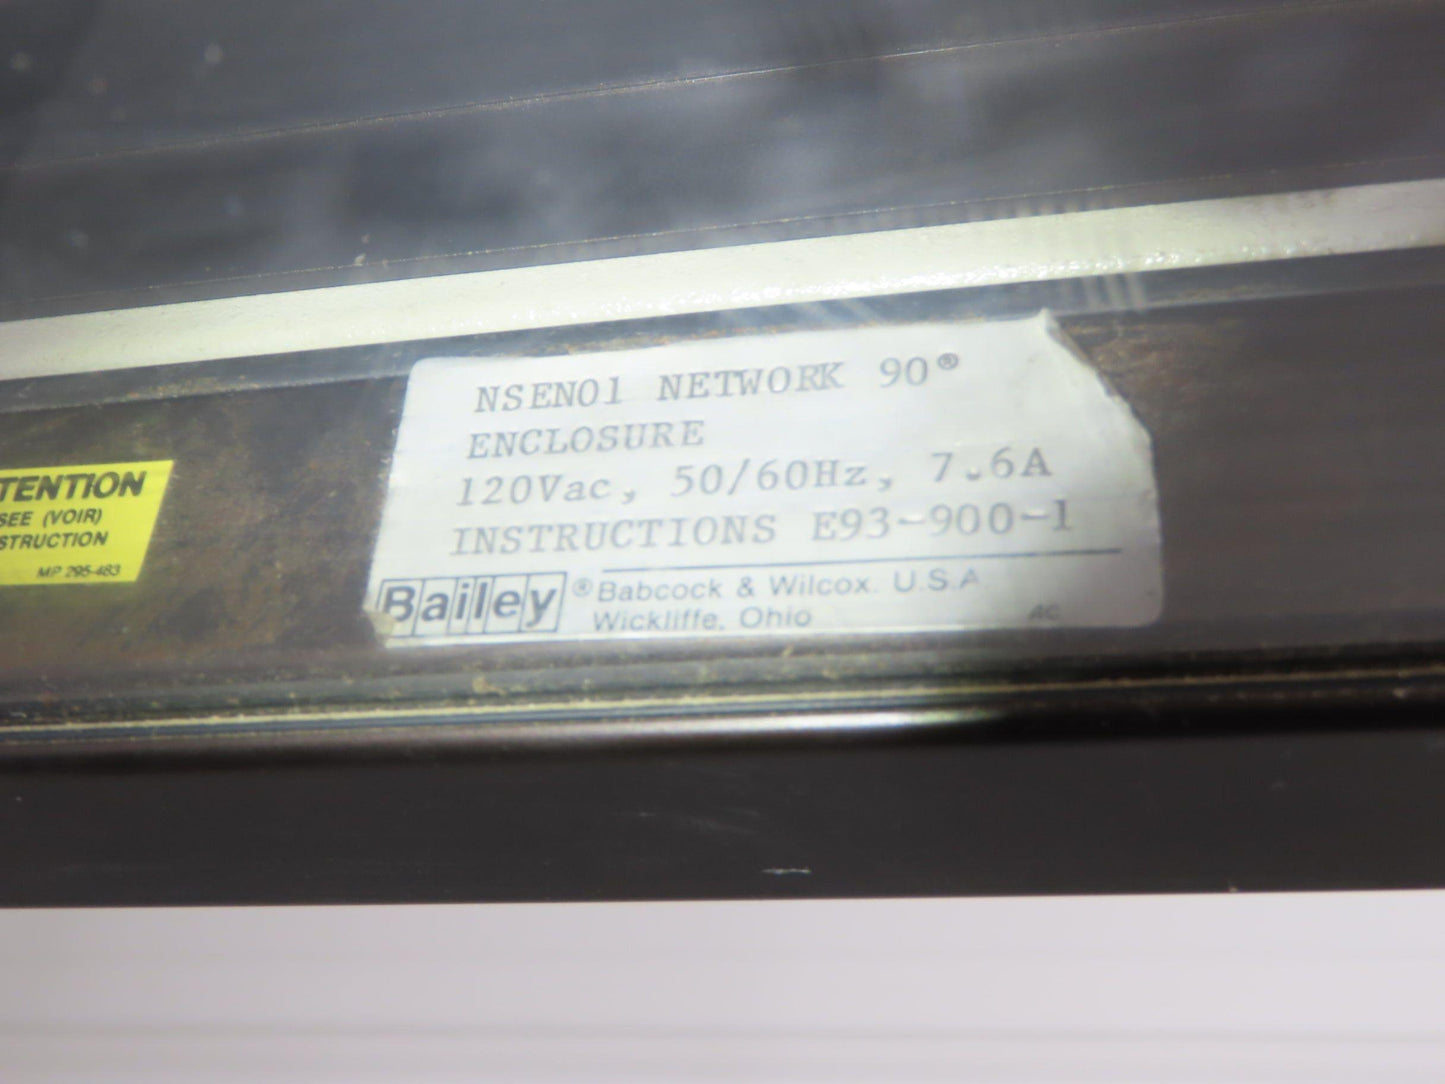 NSEN01 NETWORK 90®
ENCLOSURE
120Vac, 50/60Hz, 7.6A
INSTRUCTIONS E93-900-1
Bailey® Babcock & Wilcox. U.S.A
Wickliffe, Ohio
AC
TENTION
SEE (VOIR)
STRUCTION
MP 295-483